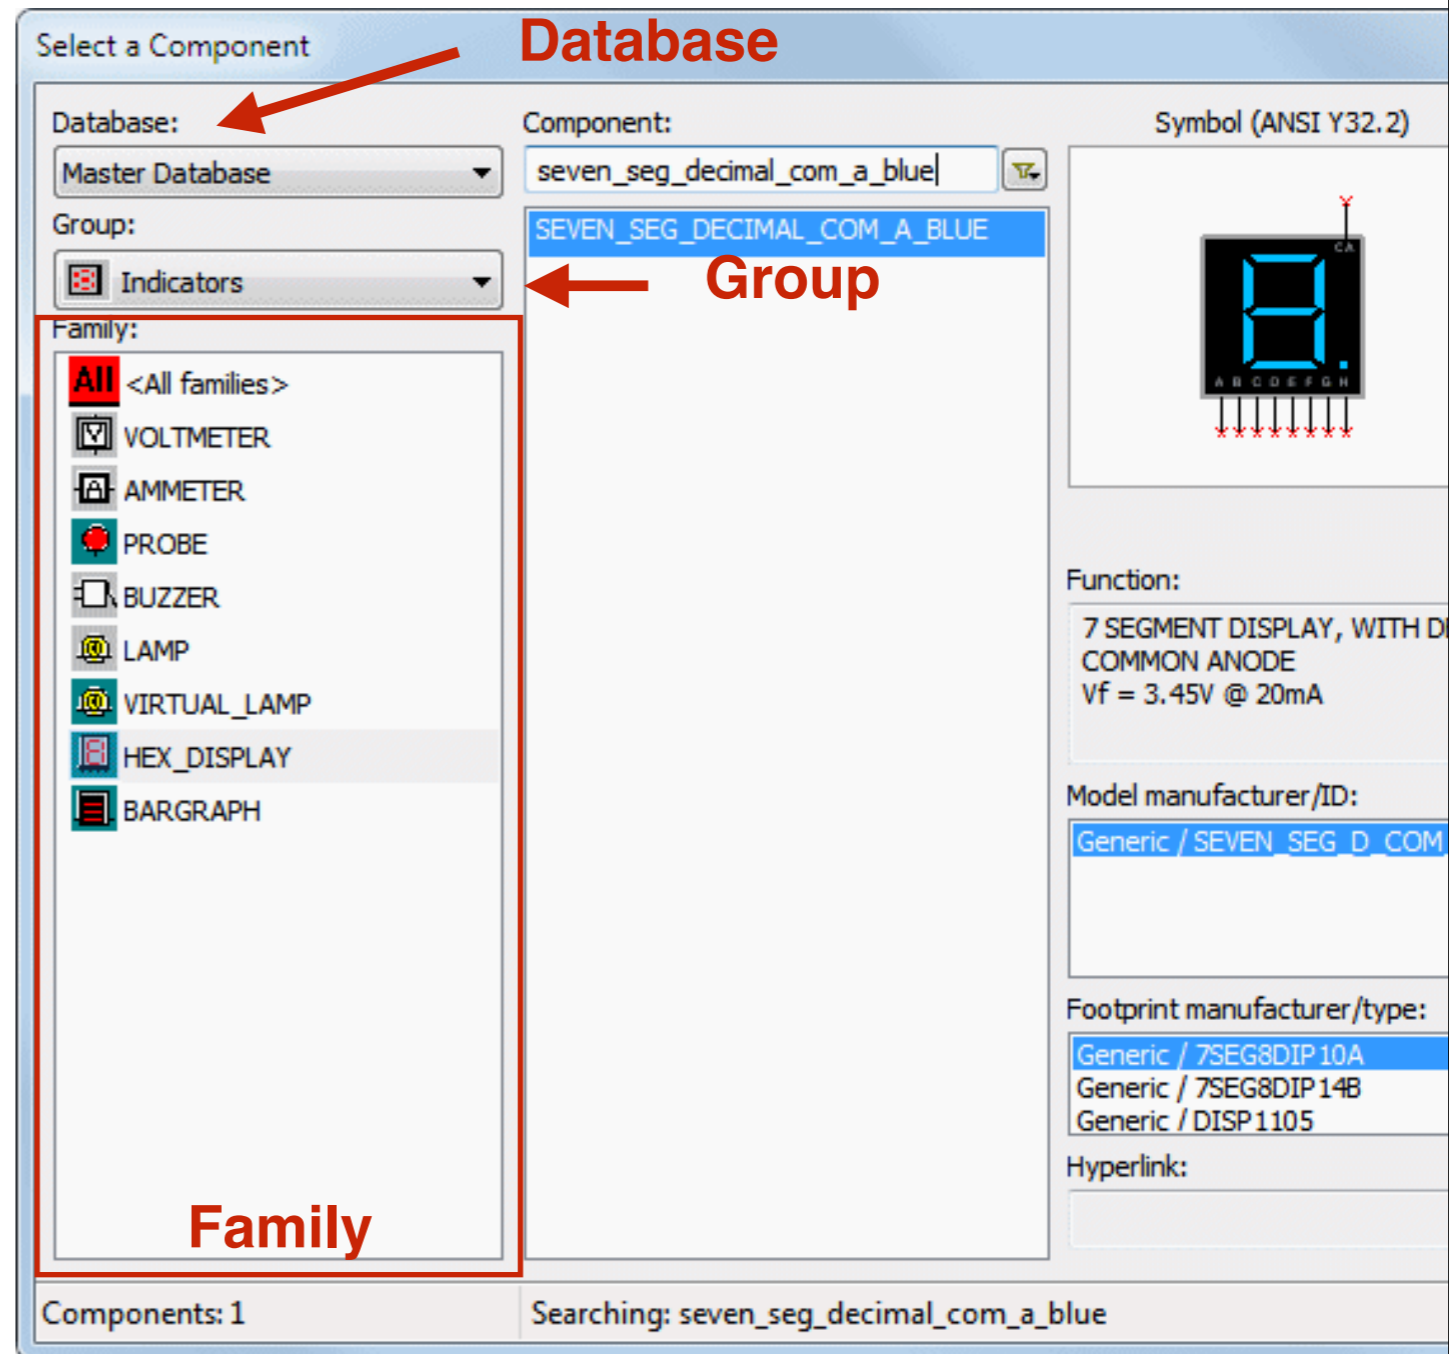 Select a Component
Database
Database:
Master Database
Group:
Indicators
Group
Family:
All <All families>
VOLTMETER
A AMMETER
PROBE
BUZZER
LAMP
VIRTUAL_LAMP
HEX_DISPLAY
BARGRAPH
Family
Component:
seven_seg_decimal_com_a_blue
SEVEN_SEG_DECIMAL_COM_A_BLUE
Symbol (ANSI Y32.2)
CA
A B C D E F G H
Function:
7 SEGMENT DISPLAY, WITH
COMMON ANODE
Vf = 3.45V @ 20mA
Model manufacturer/ID:
Generic / SEVEN_SEG_D_COM_
Footprint manufacturer/type:
Generic / 7SEG8DIP10A
Generic / 7SEG8DIP14B
Generic / DISP1105
Hyperlink:
Components: 1
Searching: seven_seg_decimal_com_a_blue